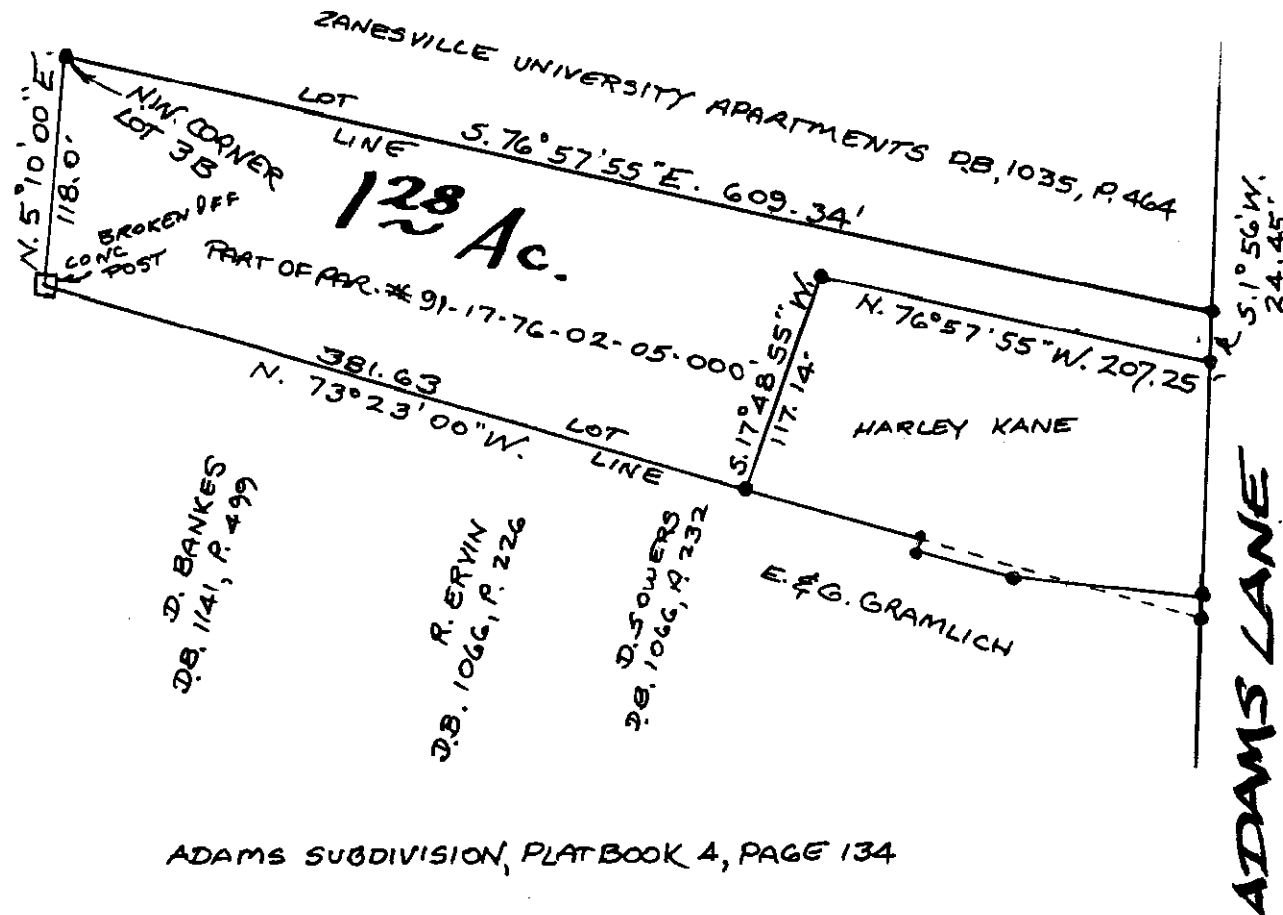 ZANESVILLE UNIVERSITY APARTMENTS D.B. 1035, P. 464
N. 5° 10' 00" E.
118.0'
N.W. CORNER
LOT 3B
LOT
LINE
S. 76° 57' 55" E. 609.34'
1 28 Ac.
BROKEN OFF
CONC
POST
PART OF PAR. # 91-17-76-02-05-000
S. 1° 56' W.
24.45'
N. 76° 57' 55" W. 207.25'
S. 17° 48' 55" W.
117.14'
HARLEY KANE
381.63
N. 73° 23' 00" W.
LOT
LINE
D. BANKES
D.B. 1141, P. 499
R. ERVIN
D.B. 1066, P. 226
D. SOWERS
D.B. 1066, P. 232
E. & G. GRAMLICH
ADAMS LANE
ADAMS SUBDIVISION, PLAT BOOK 4, PAGE 134